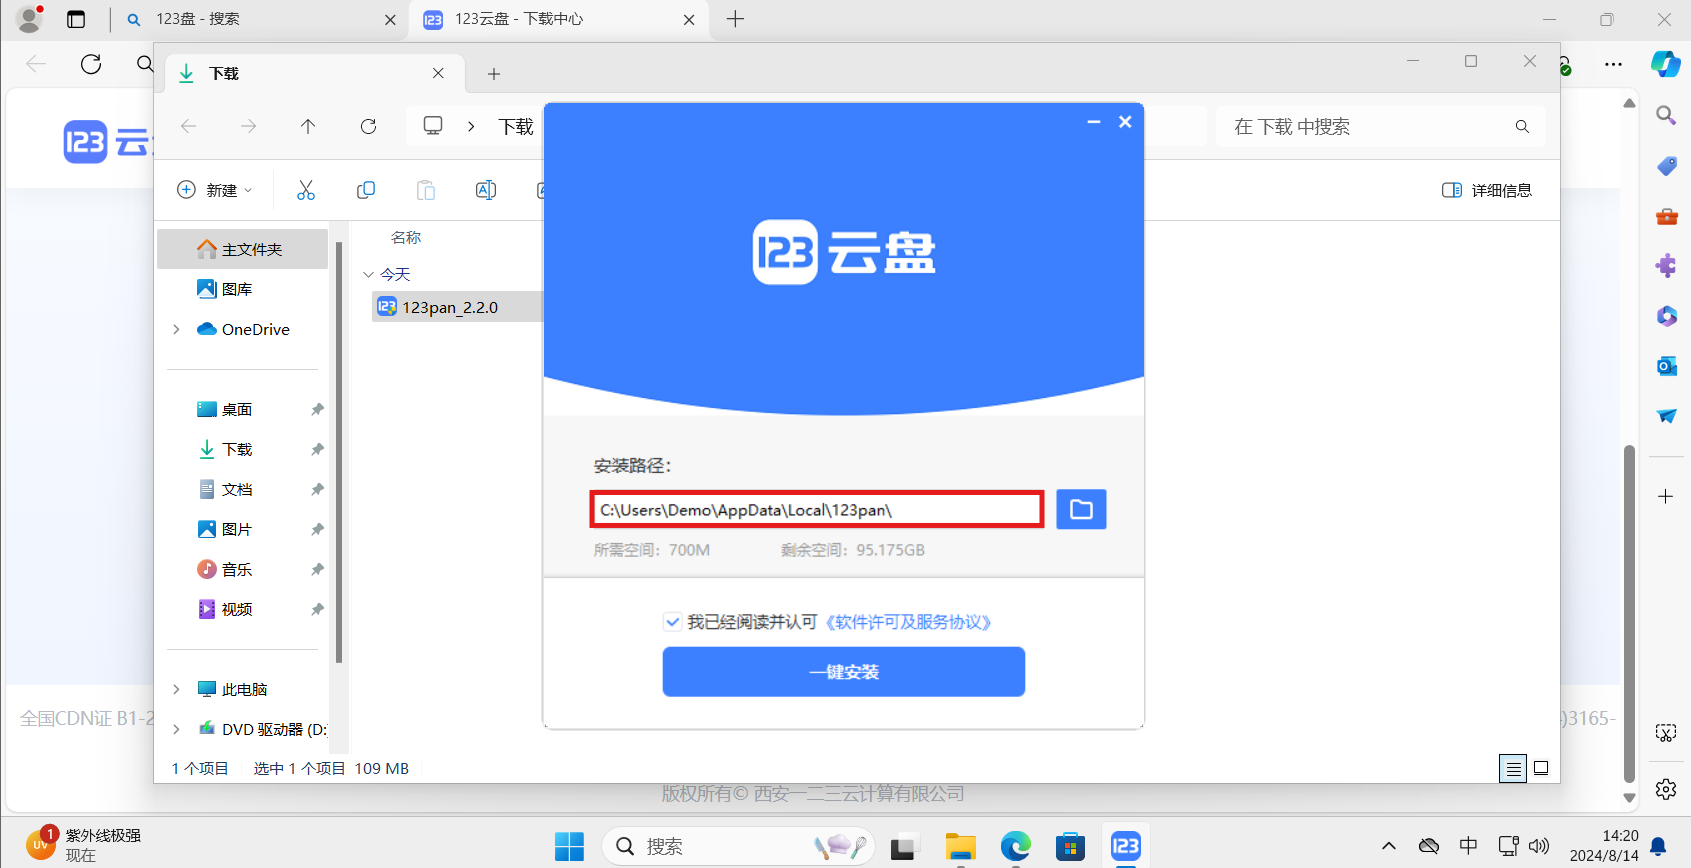 123盘 - 搜索
123云盘 - 下载中心
下载
123 云
下载
在 下载 中搜索
新建
详细信息
主文件夹
图库
OneDrive
桌面
下载
文档
图片
音乐
视频
此电脑
DVD 驱动器 (D:)
名称
今天
123pan_2.2.0
123云盘
安装路径：
C:\Users\Demo\AppData\Local\123pan\
所需空间：700M
剩余空间：95.175GB
我已经阅读并认可《软件许可及服务协议》
一键安装
全国CDN证 B1-2
)3165-
1 个项目
选中 1 个项目 109 MB
版权所有© 西安一二三云计算有限公司
UV
1
紫外线极强
现在
搜索
123
中
14:20
2024/8/14